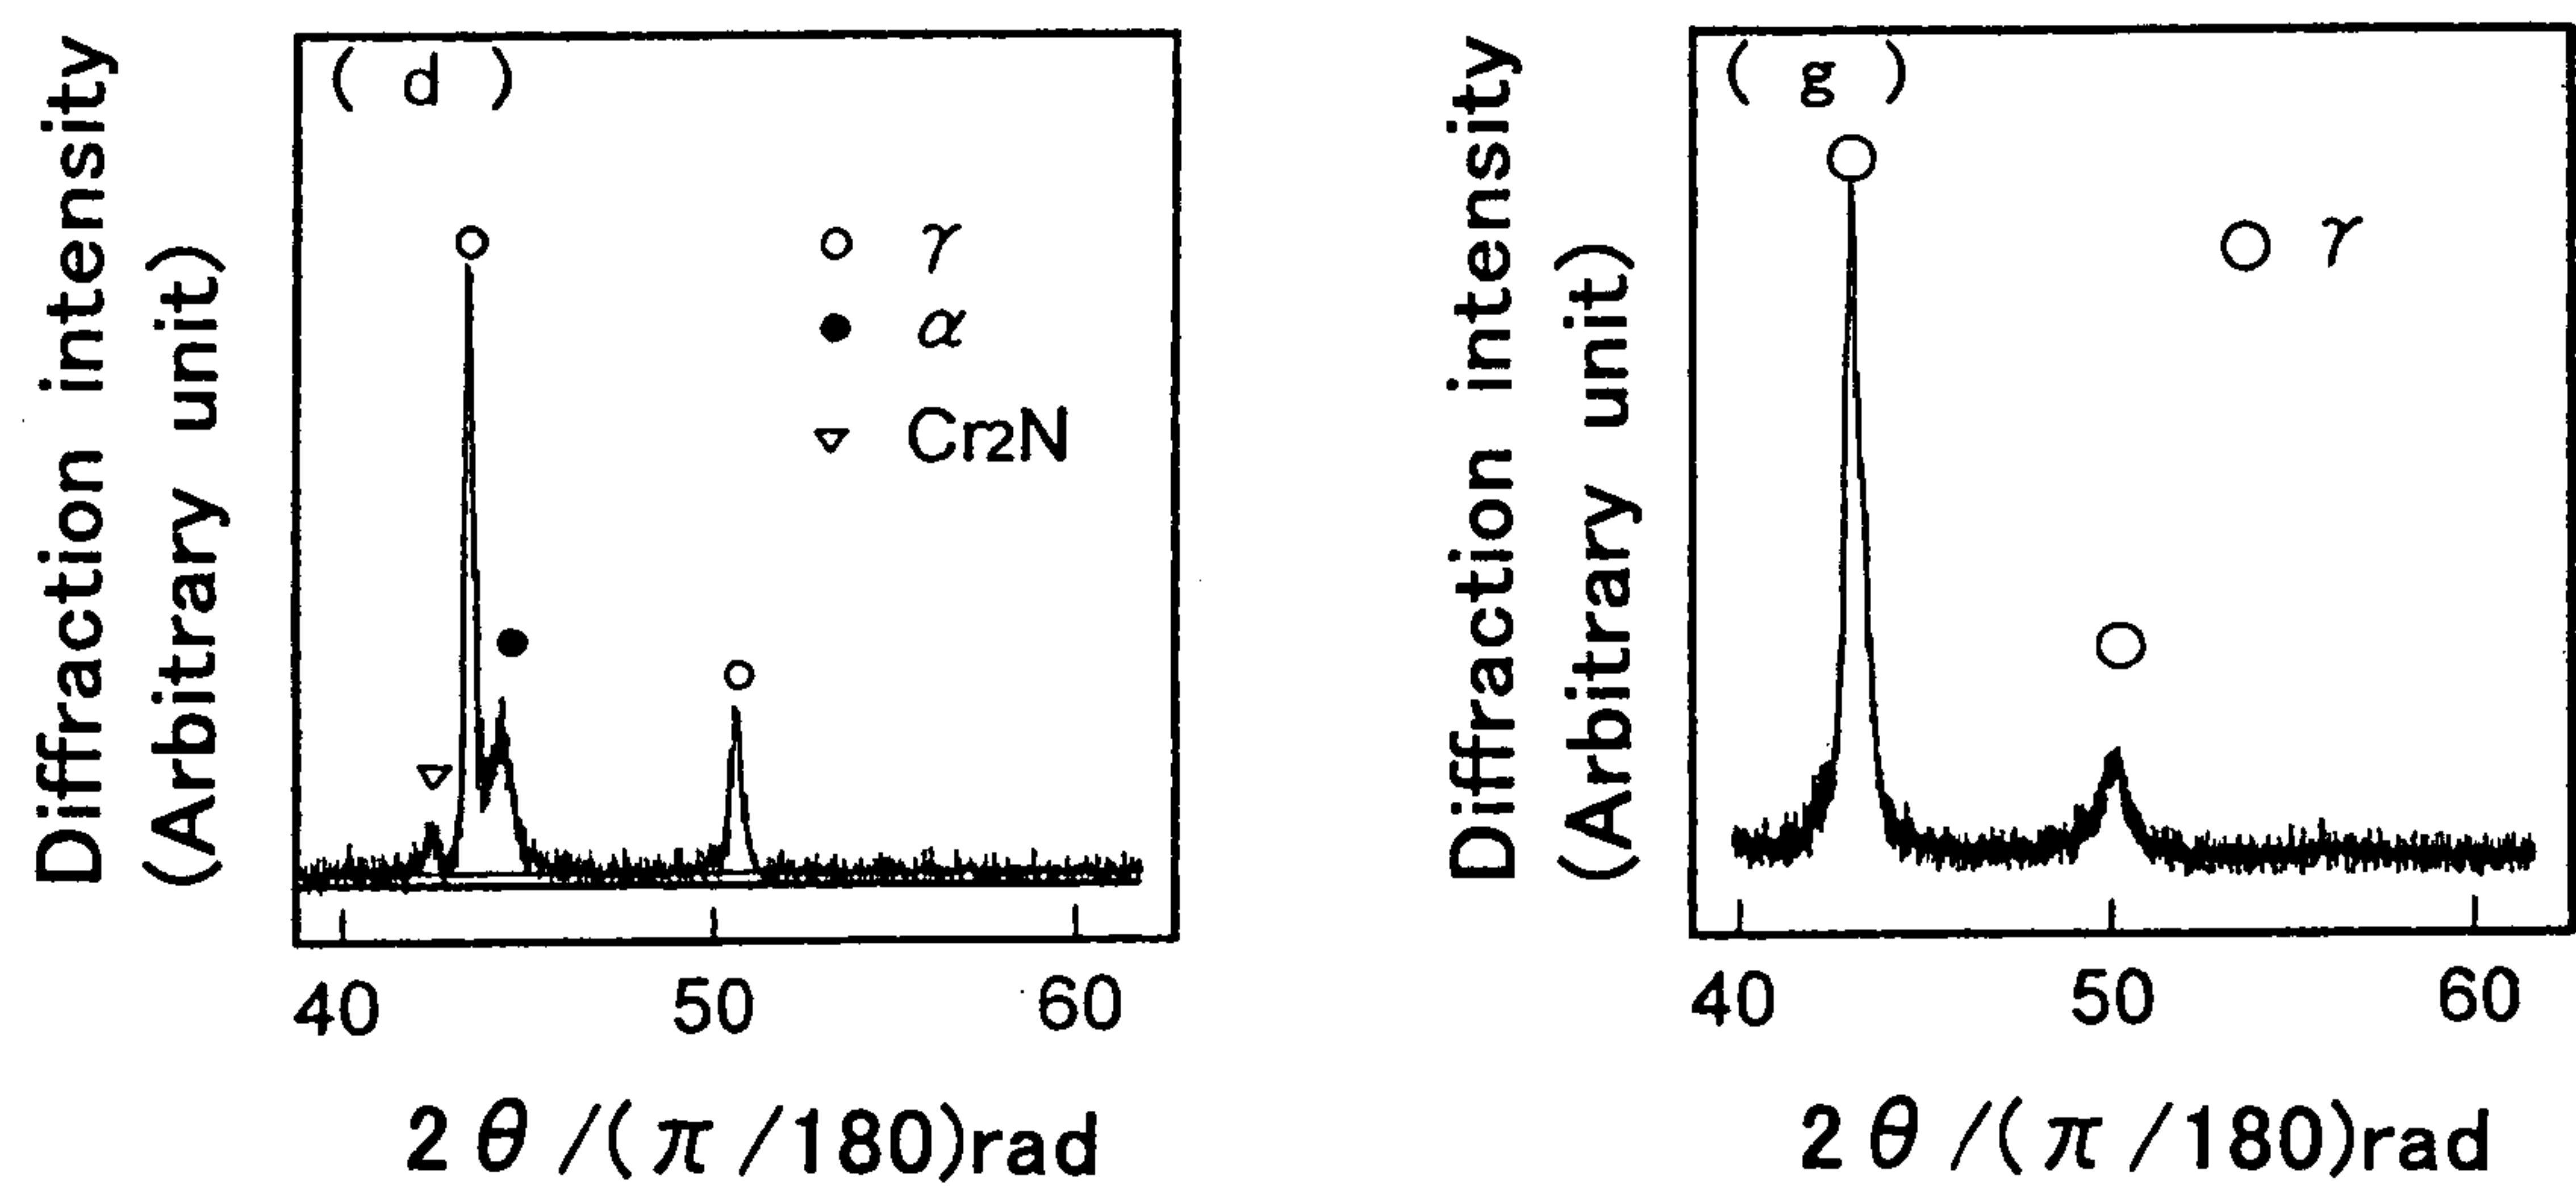 Diffraction intensity
(Arbitrary unit)
( d )
○ γ
● α
▽ Cr2N
40 50 60
2θ/(π/180)rad
Diffraction intensity
(Arbitrary unit)
( g )
○ γ
40 50 60
2θ/(π/180)rad